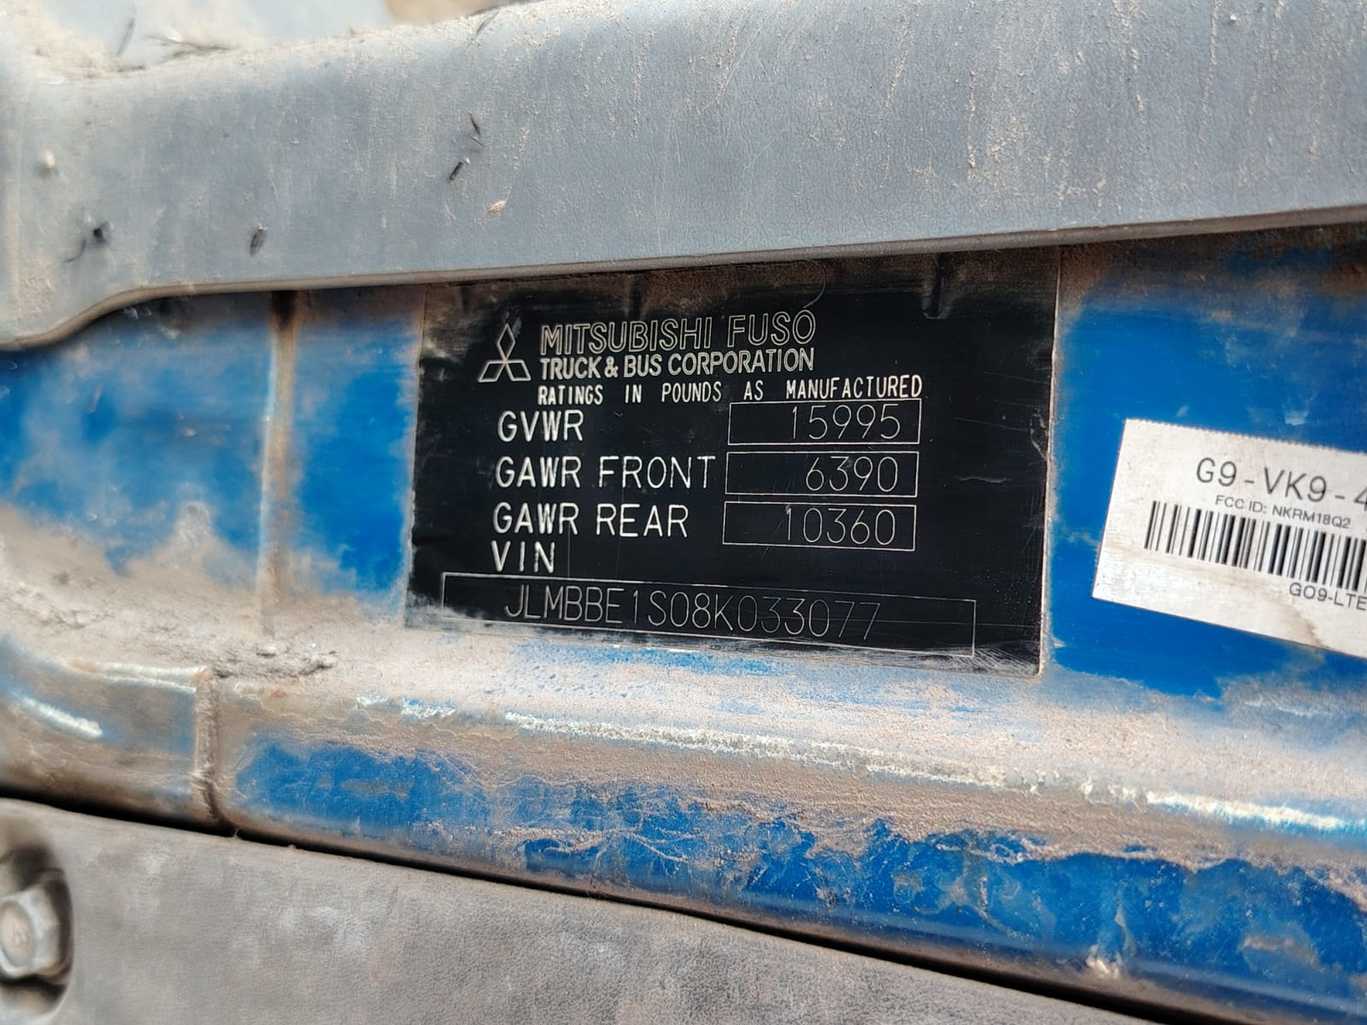 MITSUBISHI FUSO
TRUCK & BUS CORPORATION
RATINGS IN POUNDS AS MANUFACTURED
GVWR 15995
GAWR FRONT 6390
GAWR REAR 10360
VIN
JLMBBE1S08K033077
G9-VK9-4
FCC ID: NKRM18Q2
GO9-LTE